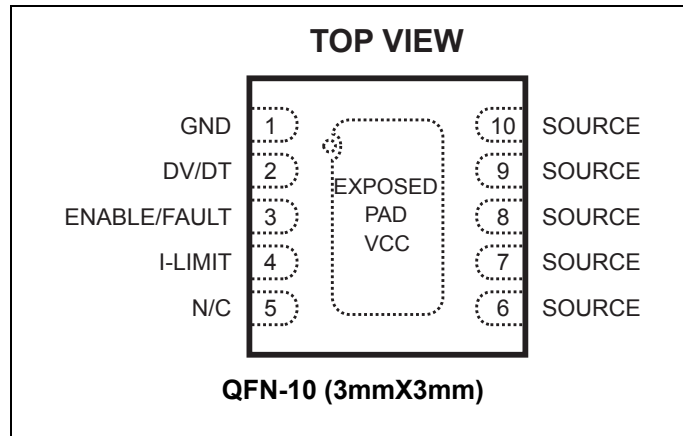 TOP VIEW
GND 1
DV/DT 2
ENABLE/FAULT 3
I-LIMIT 4
N/C 5
EXPOSED
PAD
VCC
10 SOURCE
9 SOURCE
8 SOURCE
7 SOURCE
6 SOURCE
QFN-10 (3mmX3mm)